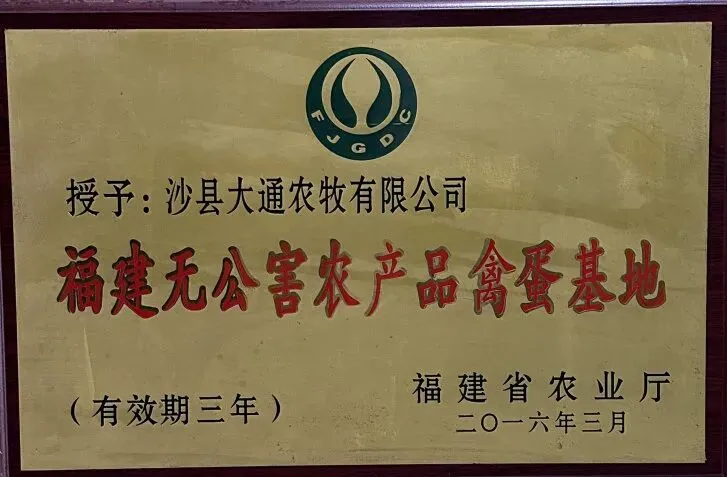 FJGDC
授予：沙县大通农牧有限公司
福建无公害农产品禽蛋基地
（有效期三年）
福建省农业厅
二〇一六年三月